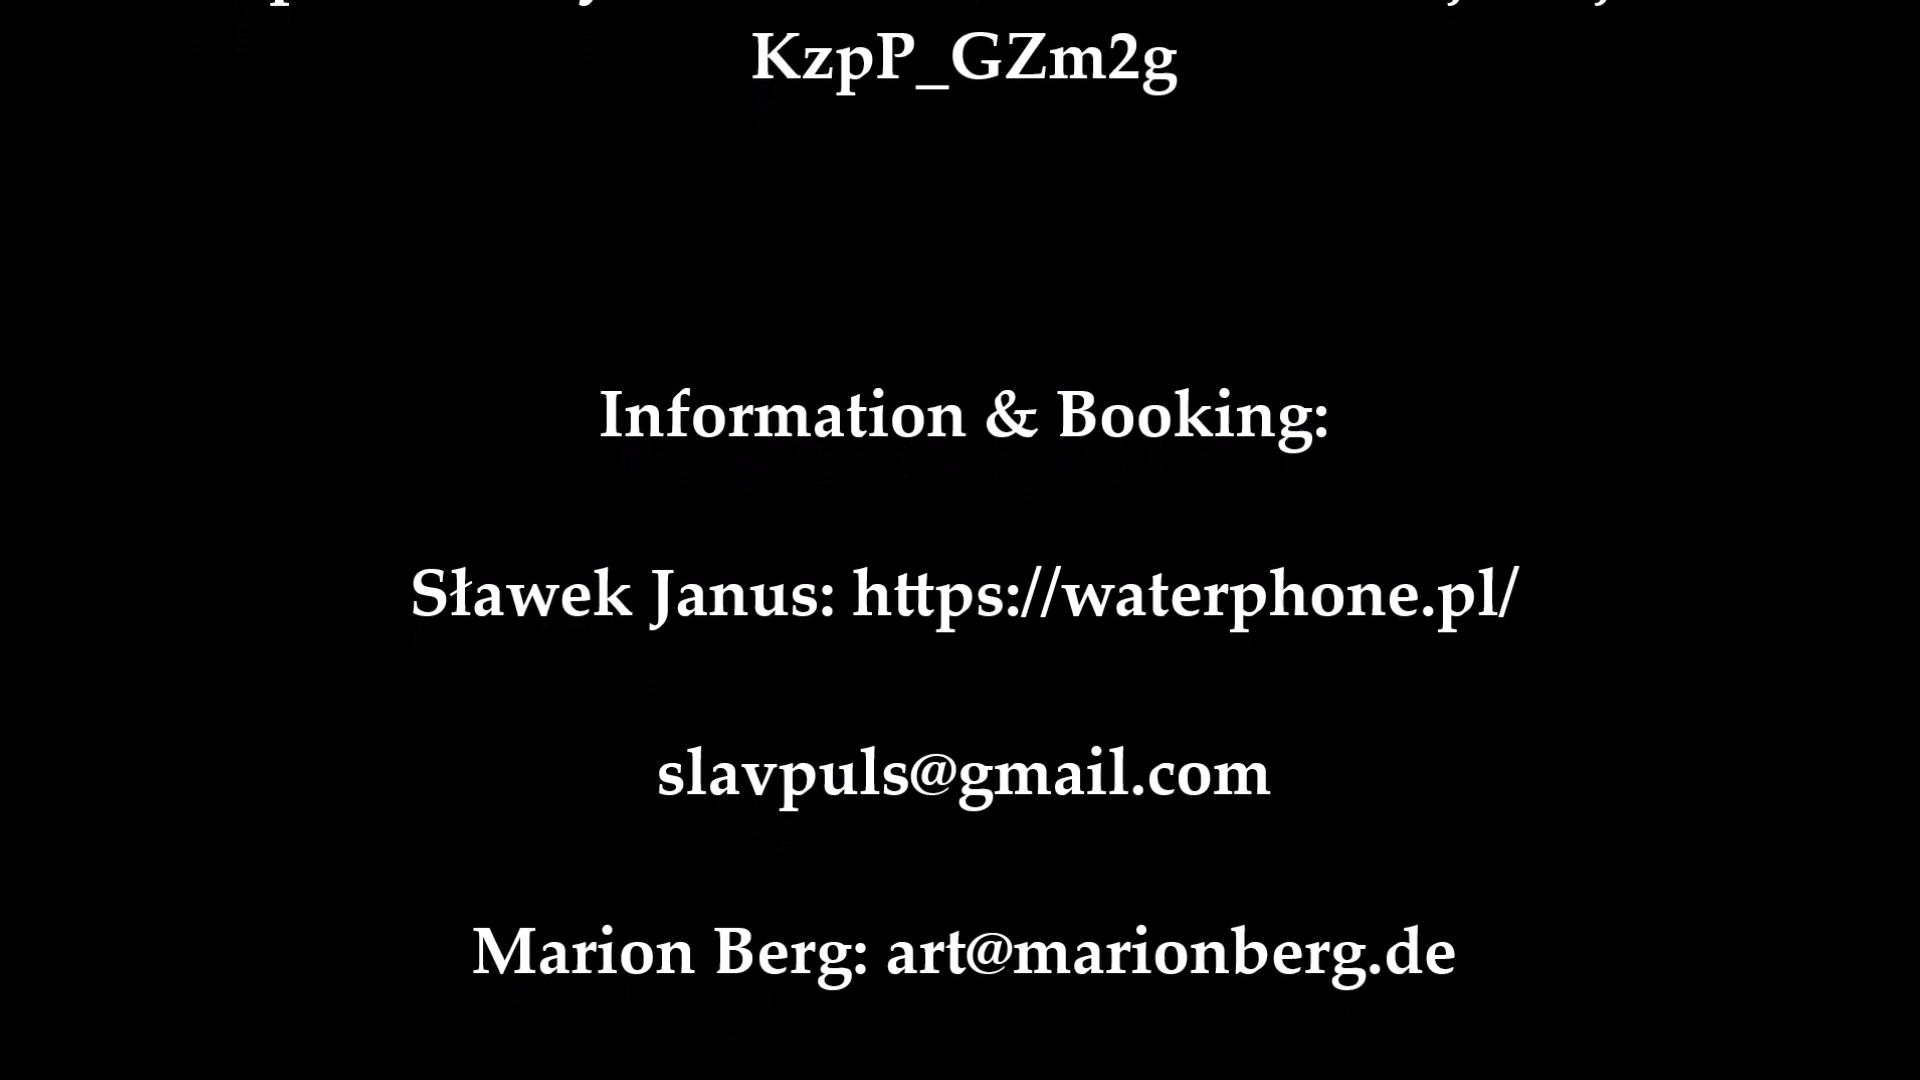 KzpP_GZm2g
Information & Booking:
Sławek Janus: https://waterphone.pl/
slavpuls@gmail.com
Marion Berg: art@marionberg.de